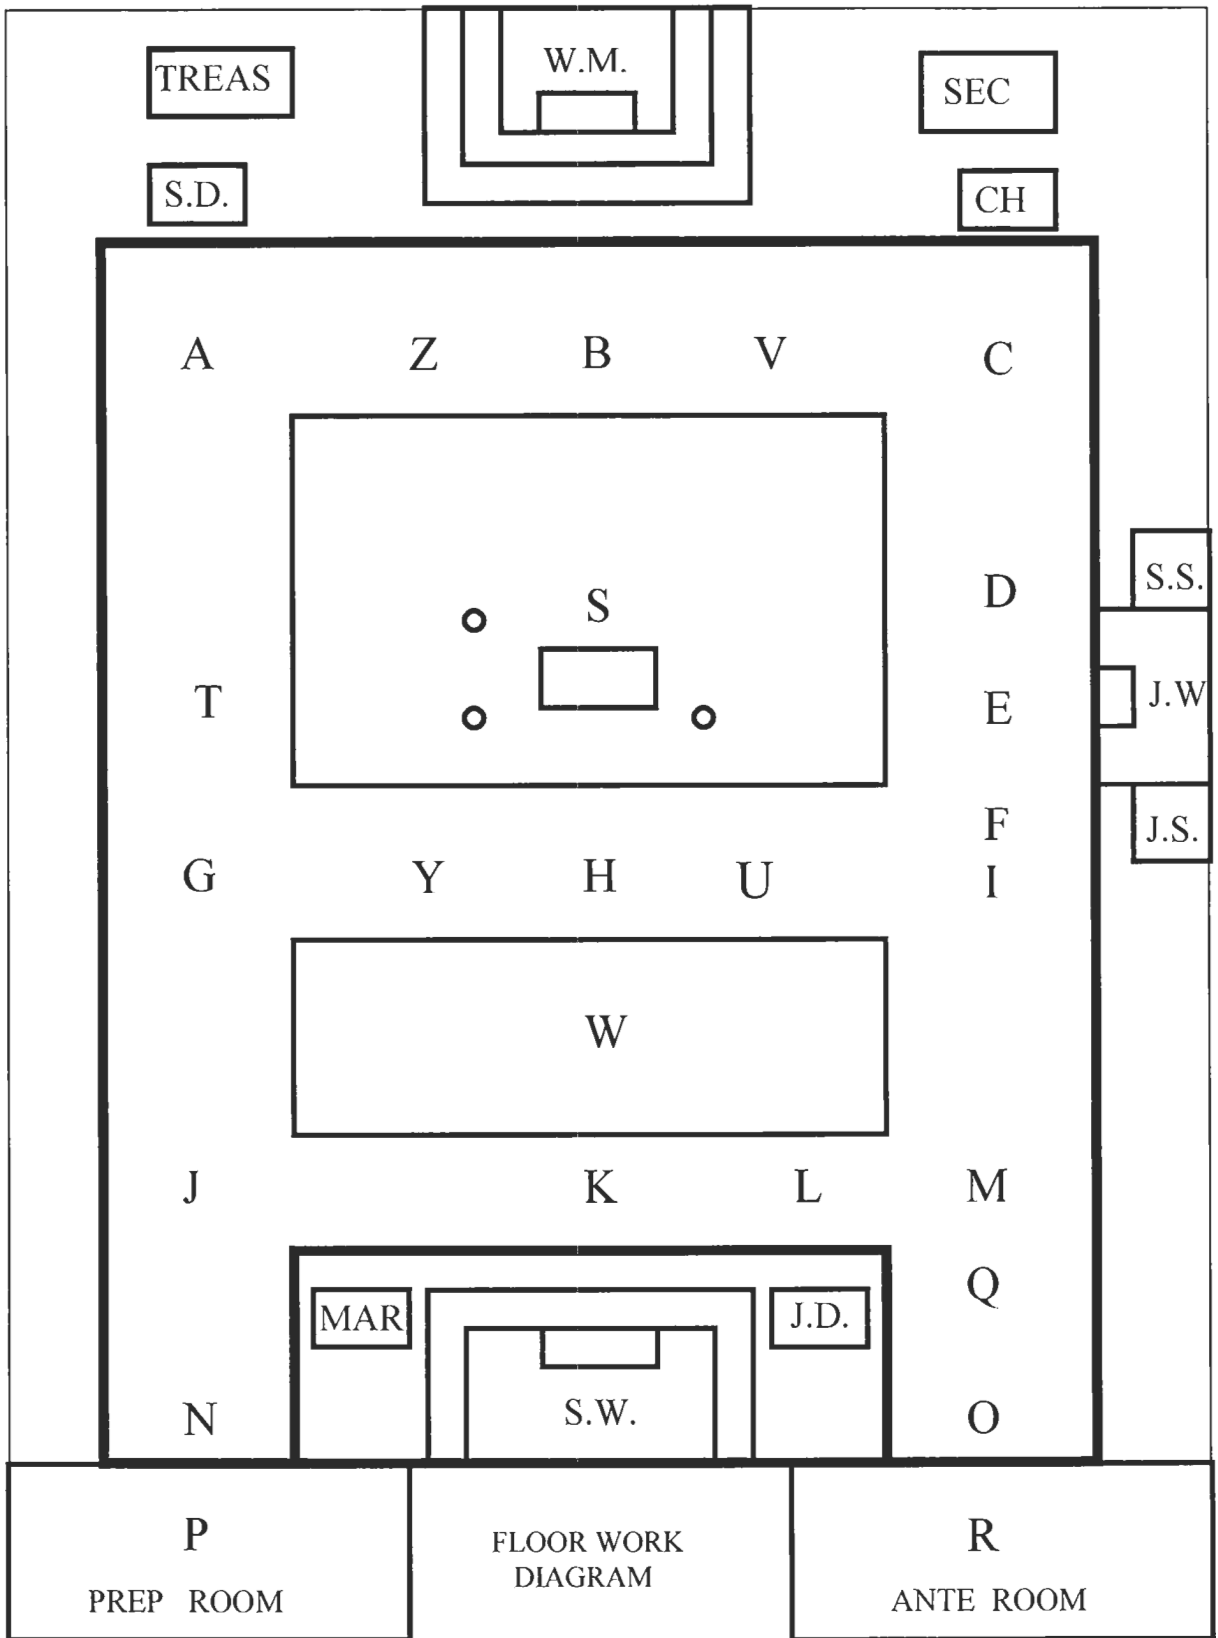 W.M.
TREAS
SEC
S.D.
CH
A Z B V C
S.S.
D
S
J.W
T
E
F
J.S.
G Y H U I
W
J K L M
Q
MAR
J.D.
S.W.
N
O
P
FLOOR WORK
DIAGRAM
R
PREP ROOM
ANTE ROOM